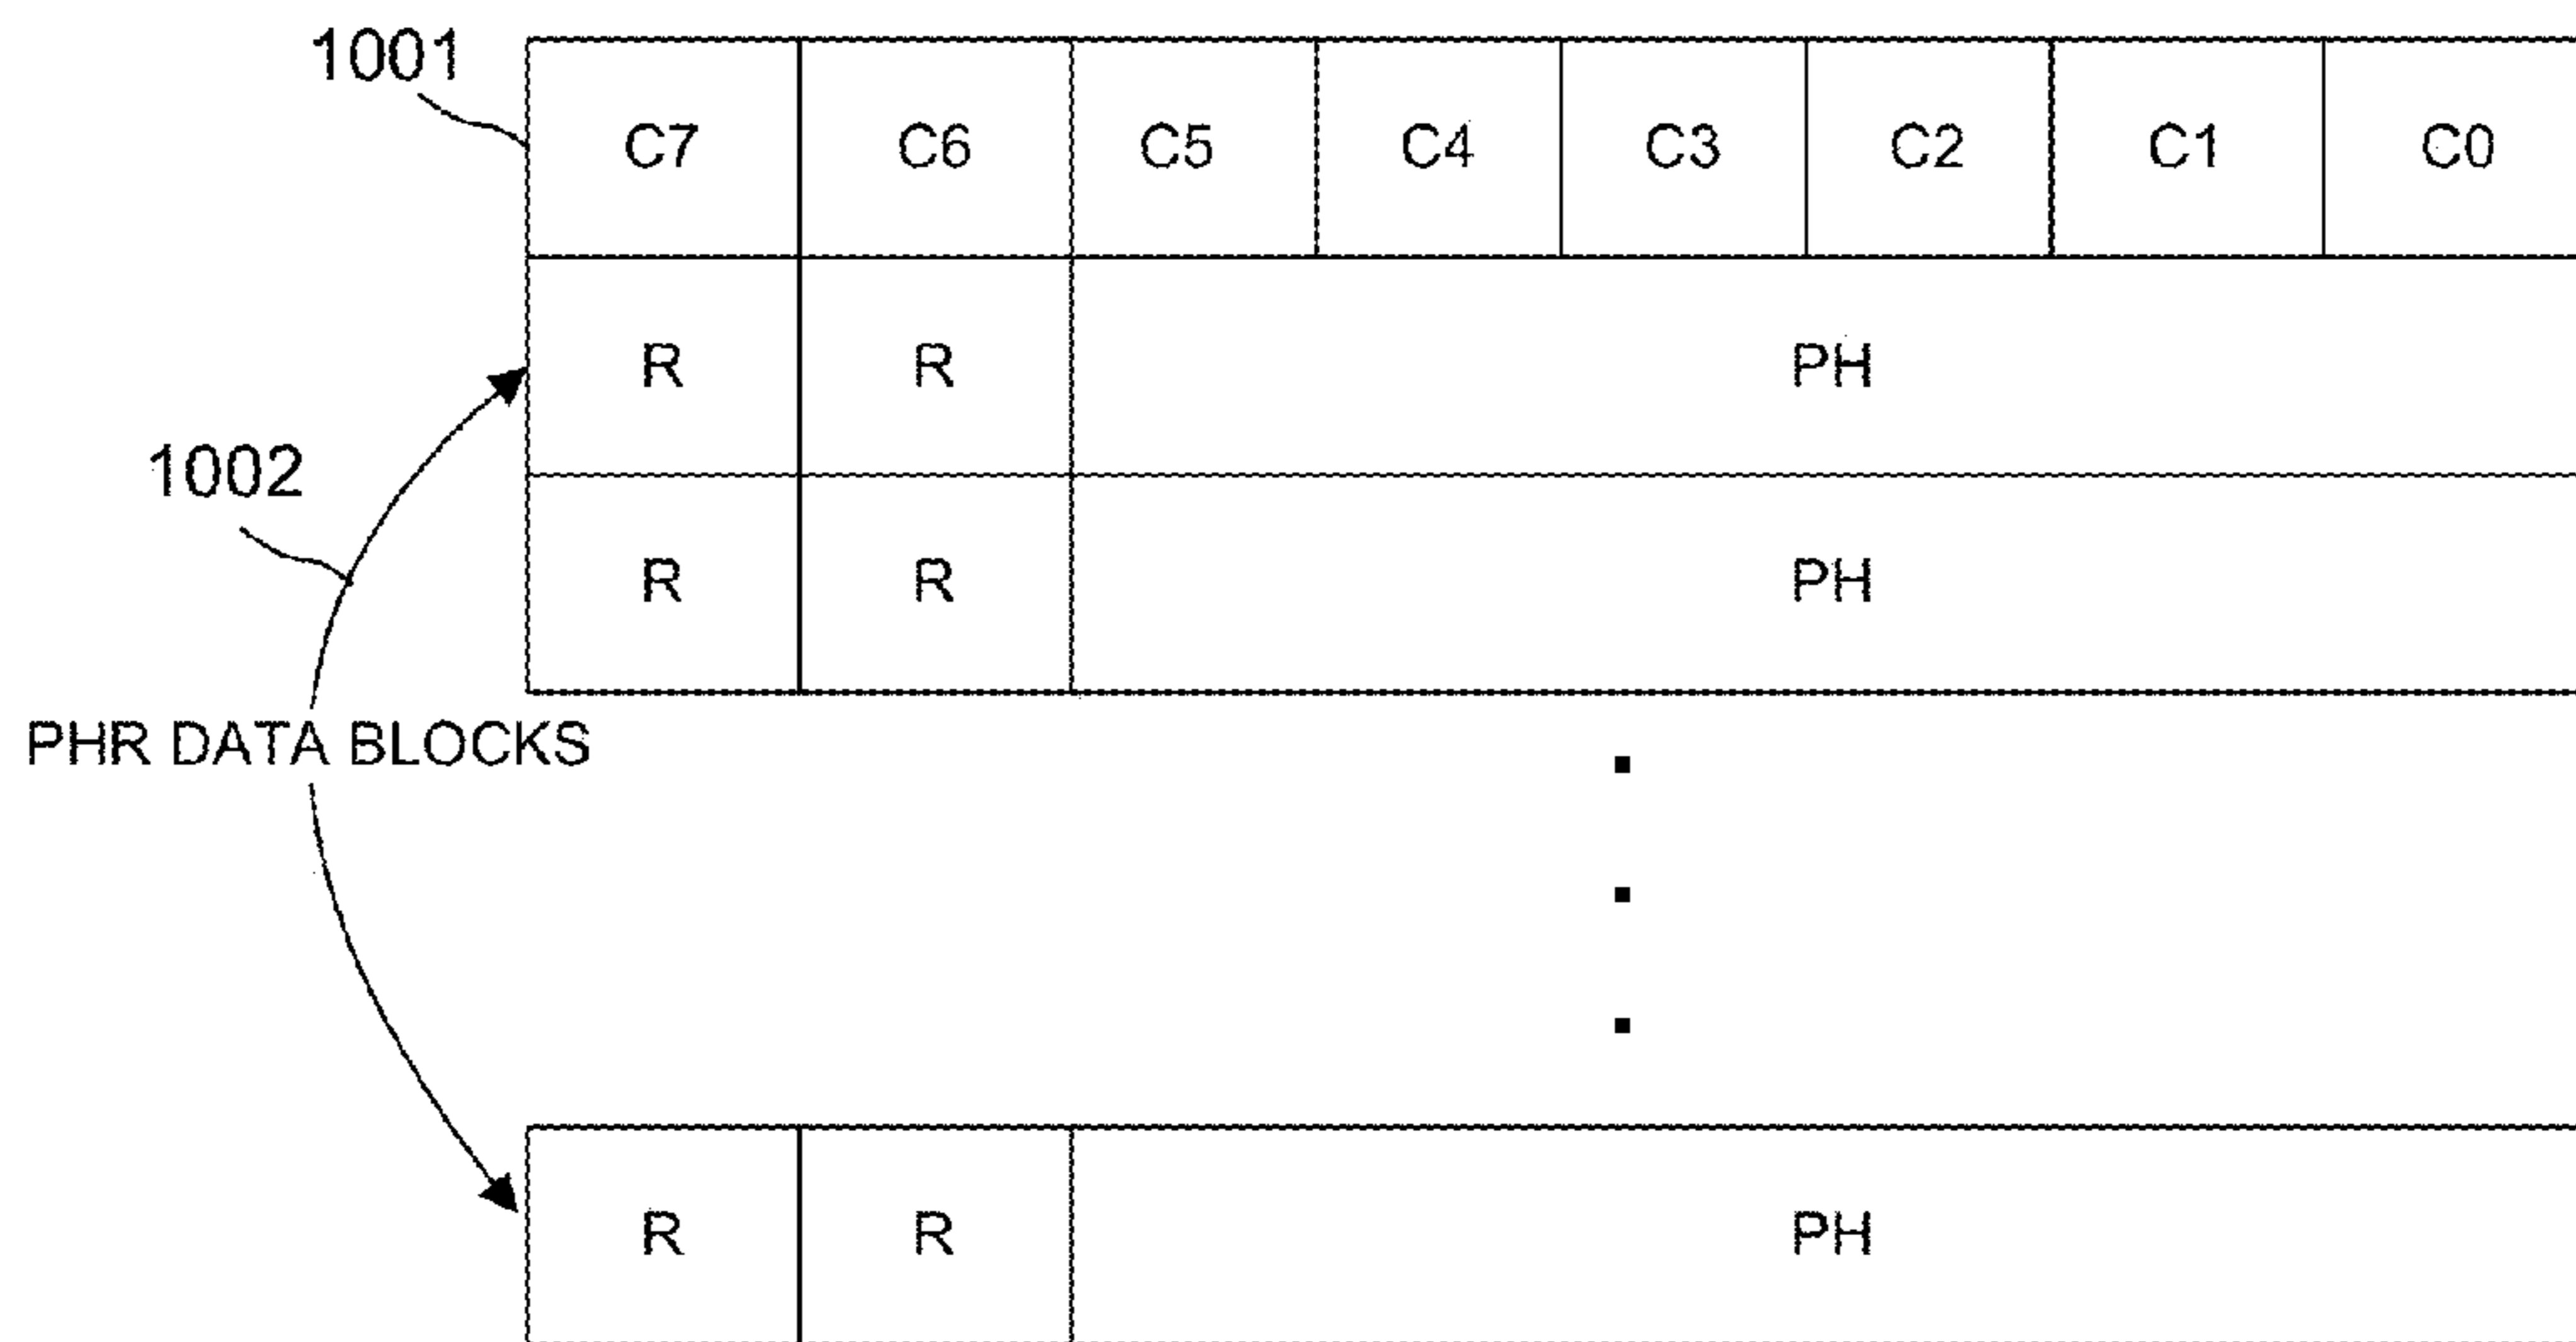 1001
C7 C6 C5 C4 C3 C2 C1 C0
R R PH
1002
R R PH
PHR DATA BLOCKS
R R PH